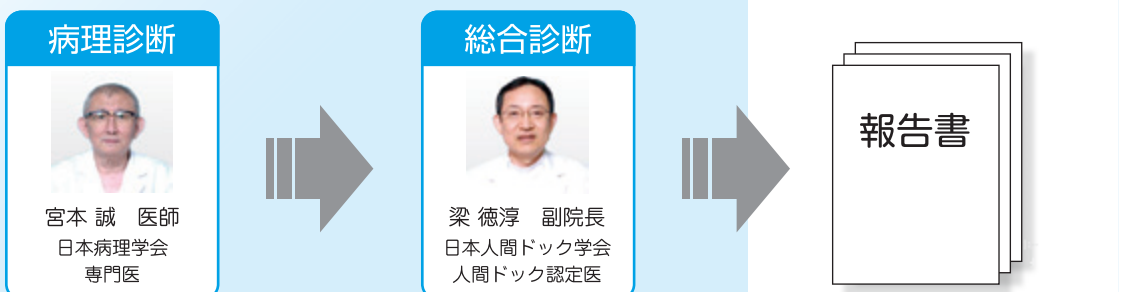 病理診断
宮本 誠　医師
日本病理学会
専門医
総合診断
梁 徳淳　副院長
日本人間ドック学会
人間ドック認定医
報告書